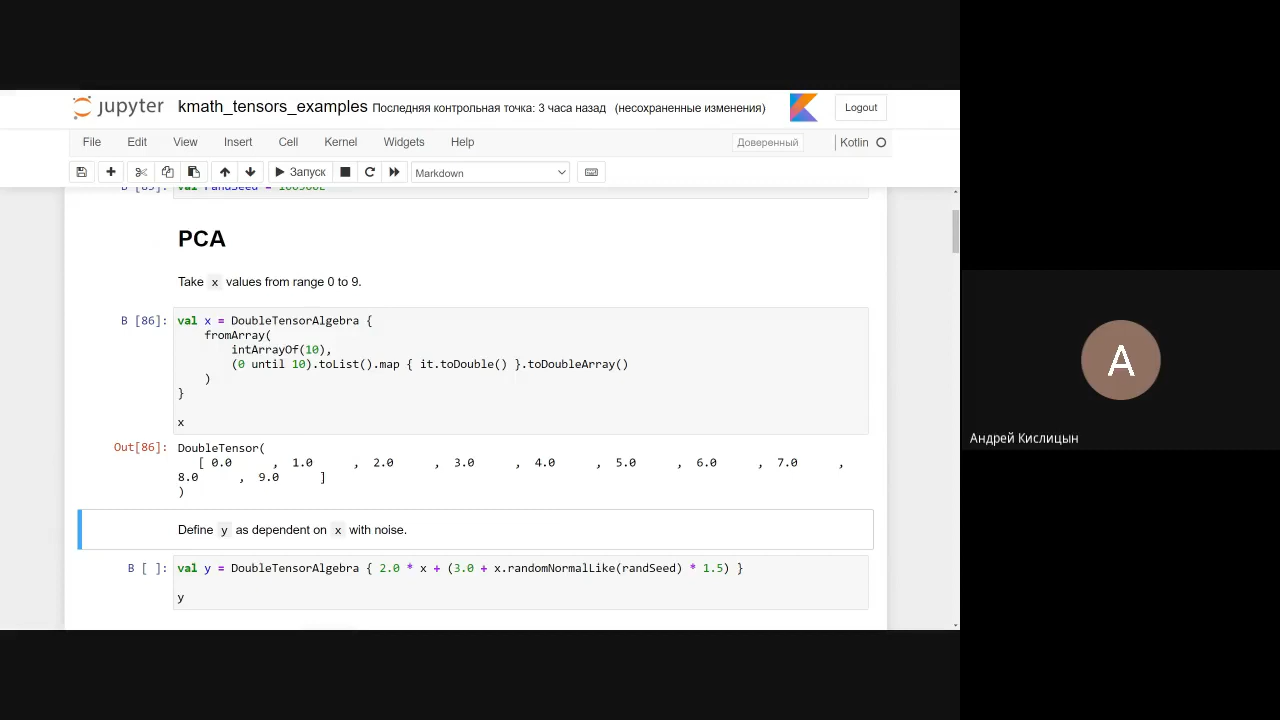 jupyter kmath_tensors_examples Последняя контрольная точка: 3 часа назад (несохраненные изменения) Logout
File Edit View Insert Cell Kernel Widgets Help Доверенный Kotlin
Запуск Markdown
B [85]: val randSeed = 100500L
PCA
Take x values from range 0 to 9.
B [86]: val x = DoubleTensorAlgebra {
fromArray(
intArrayOf(10),
(0 until 10).toList().map { it.toDouble() }.toDoubleArray()
)
}
x
Out[86]: DoubleTensor(
[ 0.0 , 1.0 , 2.0 , 3.0 , 4.0 , 5.0 , 6.0 , 7.0 ,
8.0 , 9.0 ]
)
Define y as dependent on x with noise.
B [ ]: val y = DoubleTensorAlgebra { 2.0 * x + (3.0 + x.randomNormalLike(randSeed) * 1.5) }
y
A
Андрей Кислицын